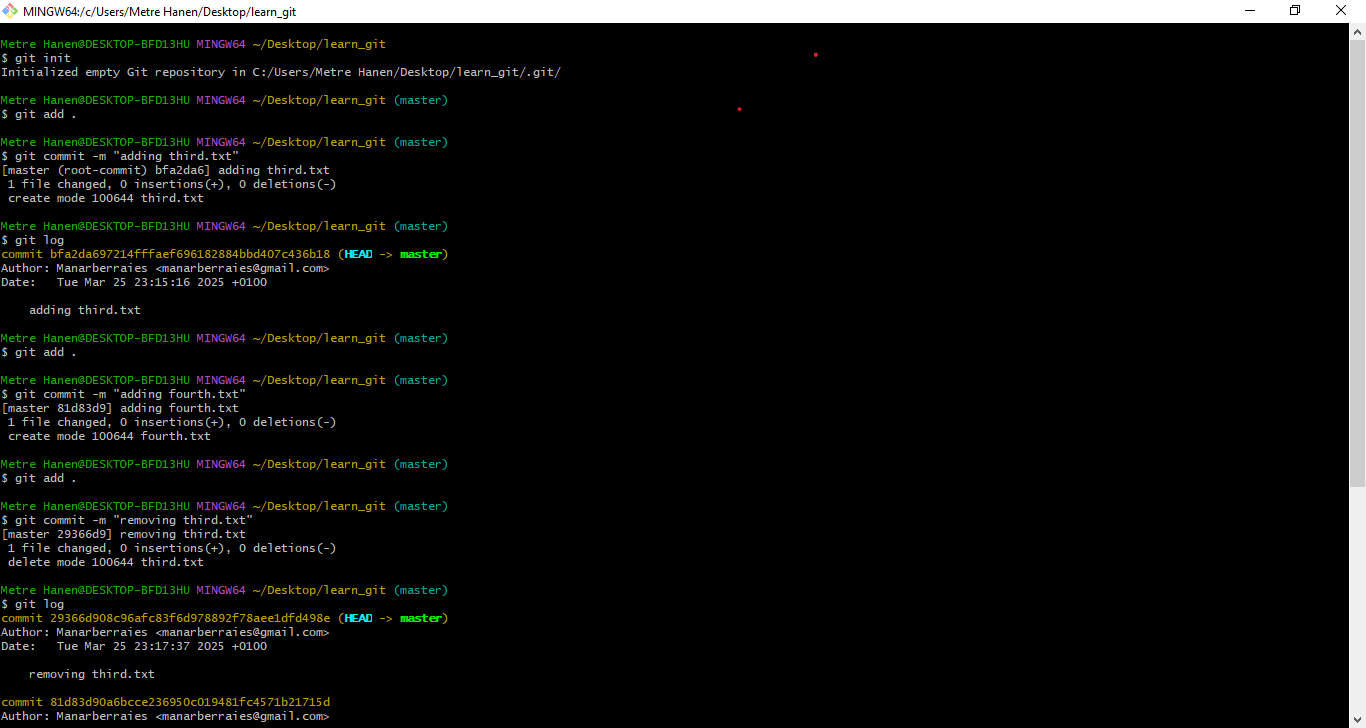 MINGW64:/c/Users/Metre Hanen/Desktop/learn_git
Metre Hanen@DESKTOP-BFD13HU MINGW64 ~/Desktop/learn_git
$ git init
Initialized empty Git repository in C:/Users/Metre Hanen/Desktop/learn_git/.git/
Metre Hanen@DESKTOP-BFD13HU MINGW64 ~/Desktop/learn_git (master)
$ git add .
Metre Hanen@DESKTOP-BFD13HU MINGW64 ~/Desktop/learn_git (master)
$ git commit -m "adding third.txt"
[master (root-commit) bfa2da6] adding third.txt
 1 file changed, 0 insertions(+), 0 deletions(-)
 create mode 100644 third.txt
Metre Hanen@DESKTOP-BFD13HU MINGW64 ~/Desktop/learn_git (master)
$ git log
commit bfa2da697214fffaef696182884bbd407c436b18 (HEAD -> master)
Author: Manarberraies <manarberraies@gmail.com>
Date:   Tue Mar 25 23:15:16 2025 +0100
    adding third.txt
Metre Hanen@DESKTOP-BFD13HU MINGW64 ~/Desktop/learn_git (master)
$ git add .
Metre Hanen@DESKTOP-BFD13HU MINGW64 ~/Desktop/learn_git (master)
$ git commit -m "adding fourth.txt"
[master 81d83d9] adding fourth.txt
 1 file changed, 0 insertions(+), 0 deletions(-)
 create mode 100644 fourth.txt
Metre Hanen@DESKTOP-BFD13HU MINGW64 ~/Desktop/learn_git (master)
$ git add .
Metre Hanen@DESKTOP-BFD13HU MINGW64 ~/Desktop/learn_git (master)
$ git commit -m "removing third.txt"
[master 29366d9] removing third.txt
 1 file changed, 0 insertions(+), 0 deletions(-)
 delete mode 100644 third.txt
Metre Hanen@DESKTOP-BFD13HU MINGW64 ~/Desktop/learn_git (master)
$ git log
commit 29366d908c96afc83f6d978892f78aee1dfd498e (HEAD -> master)
Author: Manarberraies <manarberraies@gmail.com>
Date:   Tue Mar 25 23:17:37 2025 +0100
    removing third.txt
commit 81d83d90a6bcce236950c019481fc4571b21715d
Author: Manarberraies <manarberraies@gmail.com>